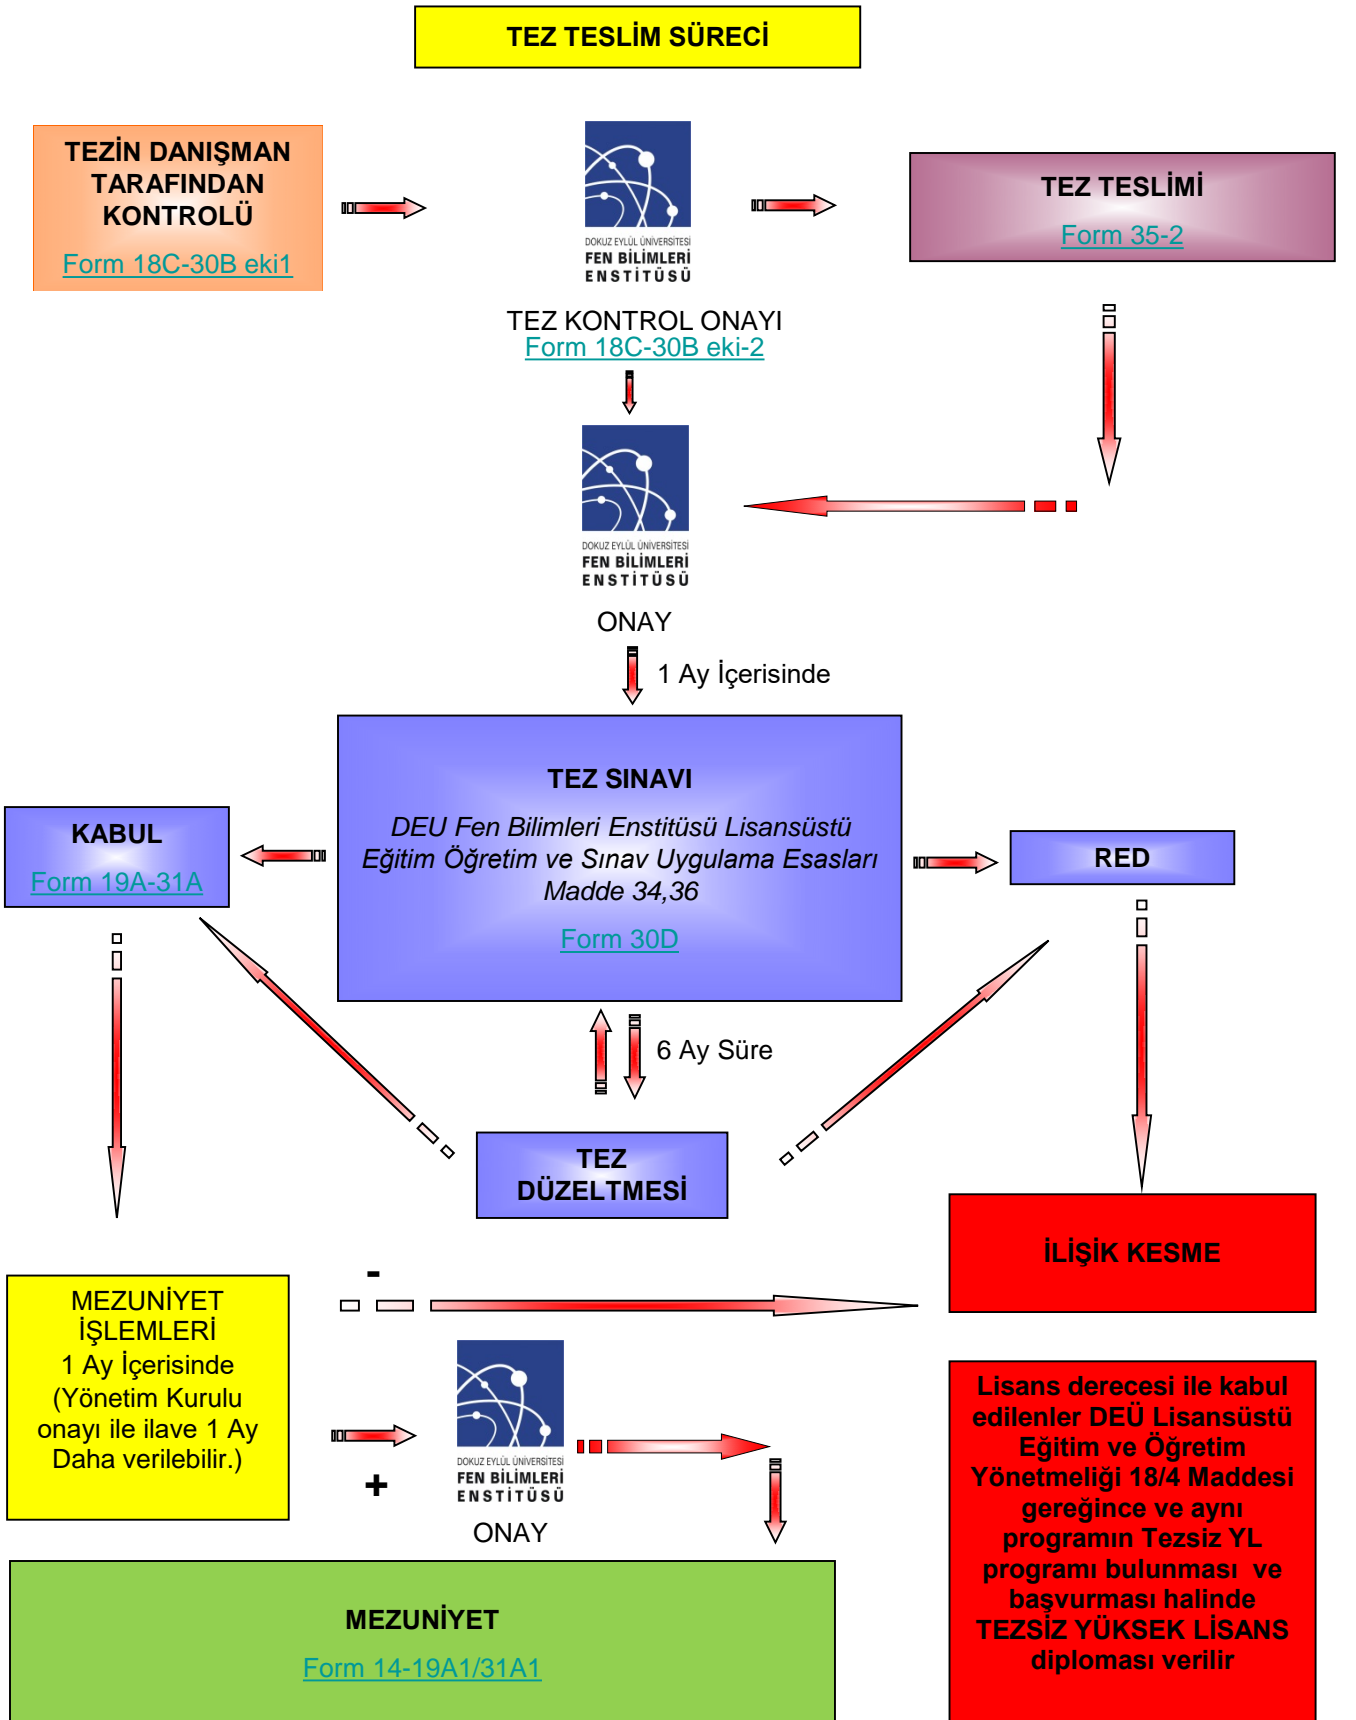 TEZ TESLİM SÜRECİ
TEZİN DANIŞMAN
TARAFINDAN
KONTROLÜ
Form 18C-30B eki1
DOKUZ EYLÜL ÜNİVERSİTESİ
FEN BİLİMLERİ
ENSTİTÜSÜ
TEZ KONTROL ONAYI
Form 18C-30B eki-2
TEZ TESLİMİ
Form 35-2
DOKUZ EYLÜL ÜNİVERSİTESİ
FEN BİLİMLERİ
ENSTİTÜSÜ
ONAY
1 Ay İçerisinde
TEZ SINAVI
DEU Fen Bilimleri Enstitüsü Lisansüstü
Eğitim Öğretim ve Sınav Uygulama Esasları
Madde 34,36
Form 30D
KABUL
Form 19A-31A
RED
6 Ay Süre
TEZ
DÜZELTMESİ
İLİŞİK KESME
MEZUNİYET
İŞLEMLERİ
1 Ay İçerisinde
(Yönetim Kurulu
onayı ile ilave 1 Ay
Daha verilebilir.)
-
+
DOKUZ EYLÜL ÜNİVERSİTESİ
FEN BİLİMLERİ
ENSTİTÜSÜ
ONAY
Lisans derecesi ile kabul
edilenler DEÜ Lisansüstü
Eğitim ve Öğretim
Yönetmeliği 18/4 Maddesi
gereğince ve aynı
programın Tezsiz YL
programı bulunması ve
başvurması halinde
TEZSİZ YÜKSEK LİSANS
diploması verilir
MEZUNİYET
Form 14-19A1/31A1